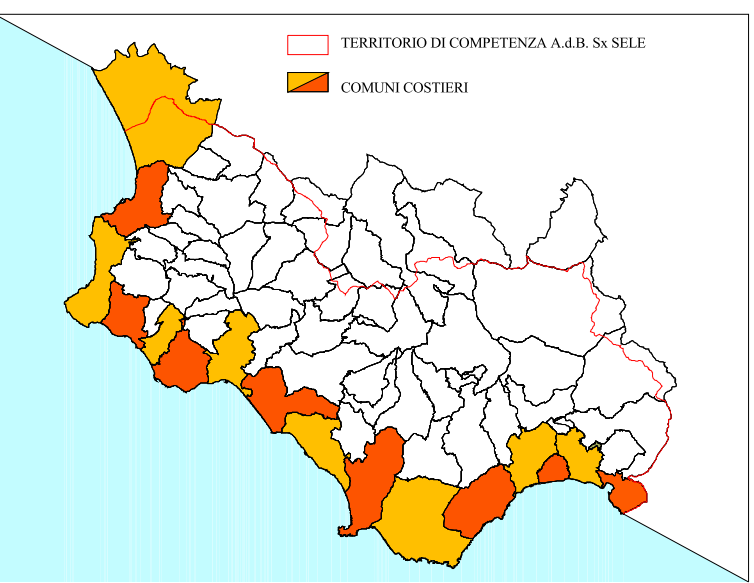 TERRITORIO DI COMPETENZA A.d.B. Sx SELE
COMUNI COSTIERI